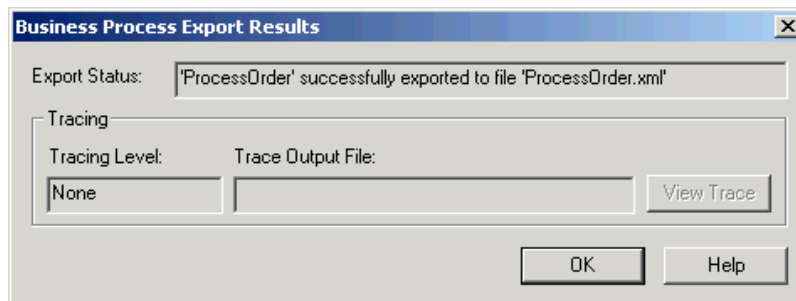 Business Process Export Results
Export Status: 'ProcessOrder' successfully exported to file 'ProcessOrder.xml'
Tracing
Tracing Level: Trace Output File:
None View Trace
OK Help